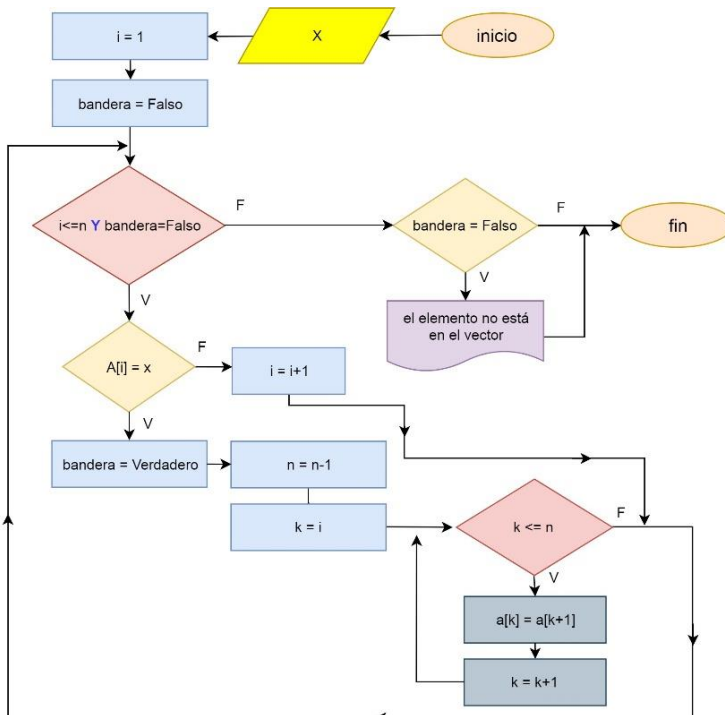 inicio
X
i = 1
bandera = Falso
i<=n Y bandera=Falso
F
bandera = Falso
F
fin
V
V
el elemento no está
en el vector
A[i] = x
F
i = i+1
V
bandera = Verdadero
n = n-1
k = i
k <= n
F
V
a[k] = a[k+1]
k = k+1